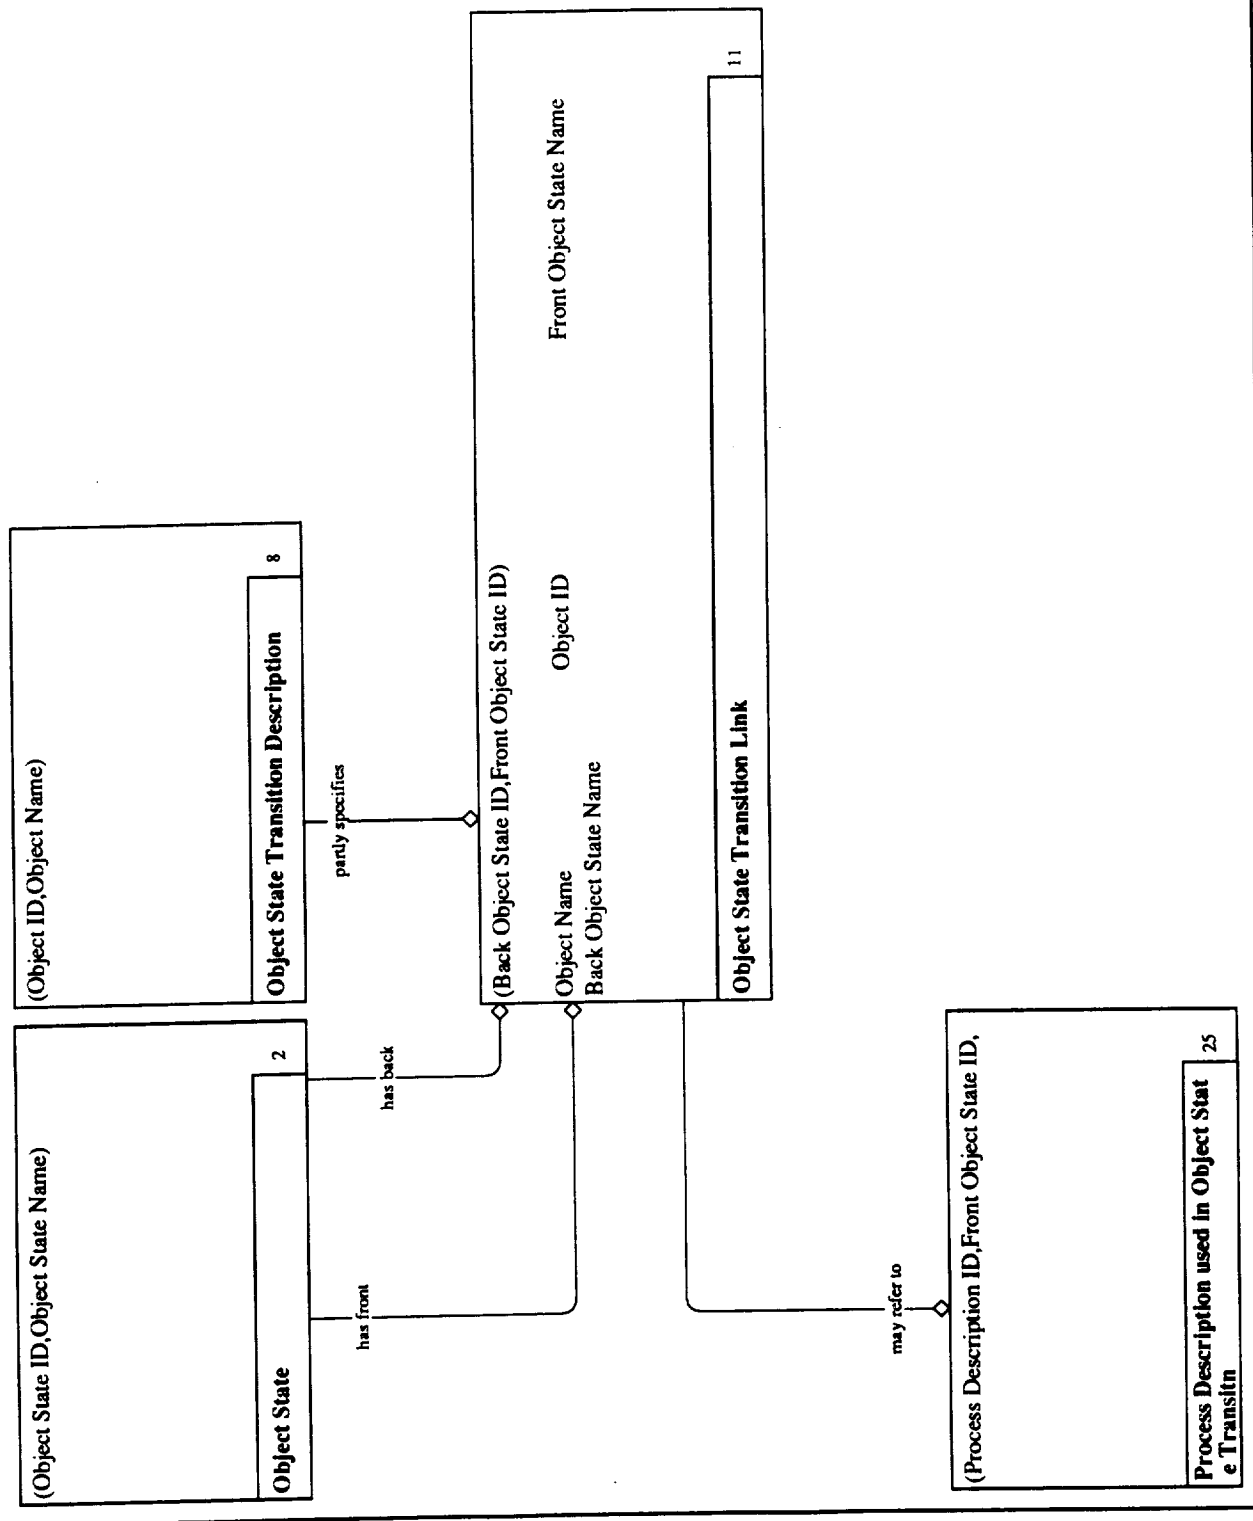 (Object State ID,Object State Name)
Object State
2
(Object ID,Object Name)
Object State Transition Description
8
has front
has back
partly specifies
(Back Object State ID,Front Object State ID)
Object Name Object ID Front Object State Name
Back Object State Name
Object State Transition Link
11
may refer to
(Process Description ID,Front Object State ID,
Process Description used in Object Stat
e Transitn
25